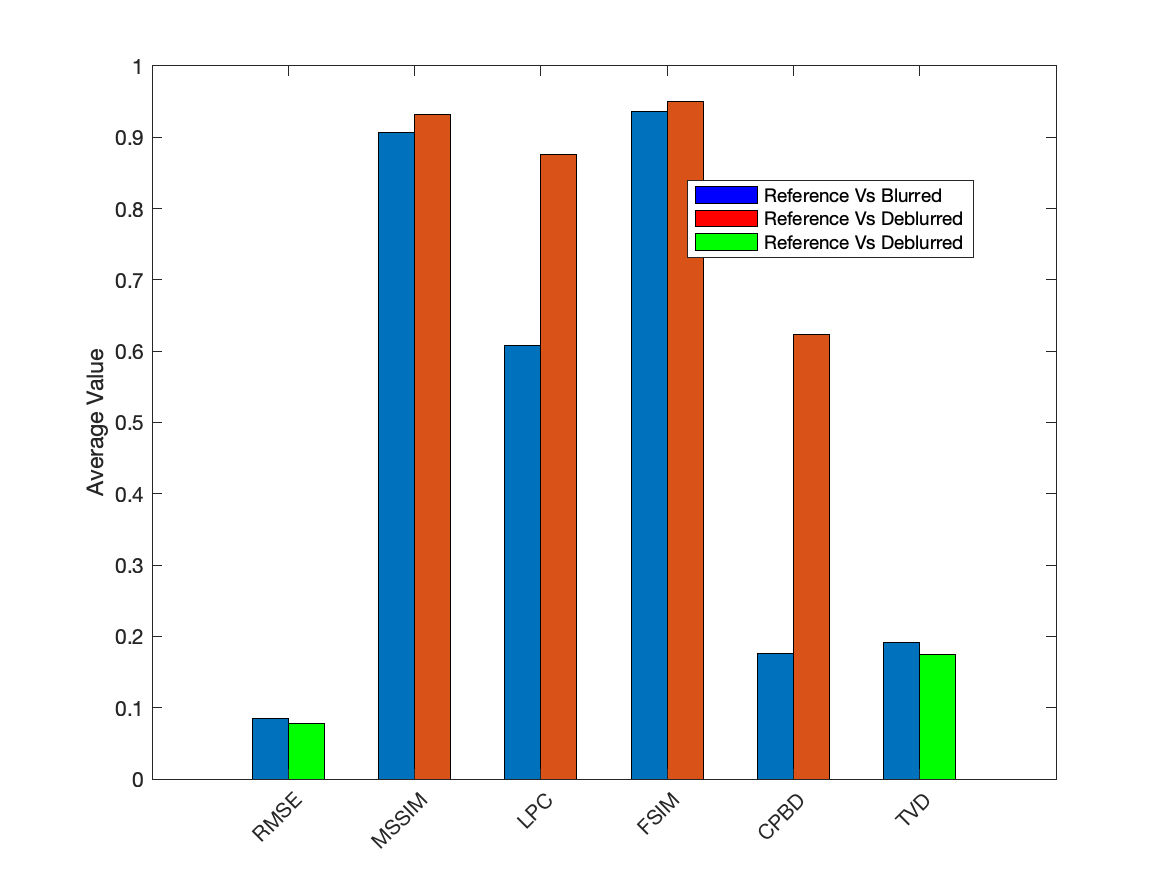 1
0.9
0.8
0.7
0.6
0.5
0.4
0.3
0.2
0.1
0
Average Value
Reference Vs Blurred
Reference Vs Deblurred
Reference Vs Deblurred
RMSE
MSSIM
LPC
FSIM
CPBD
TVD